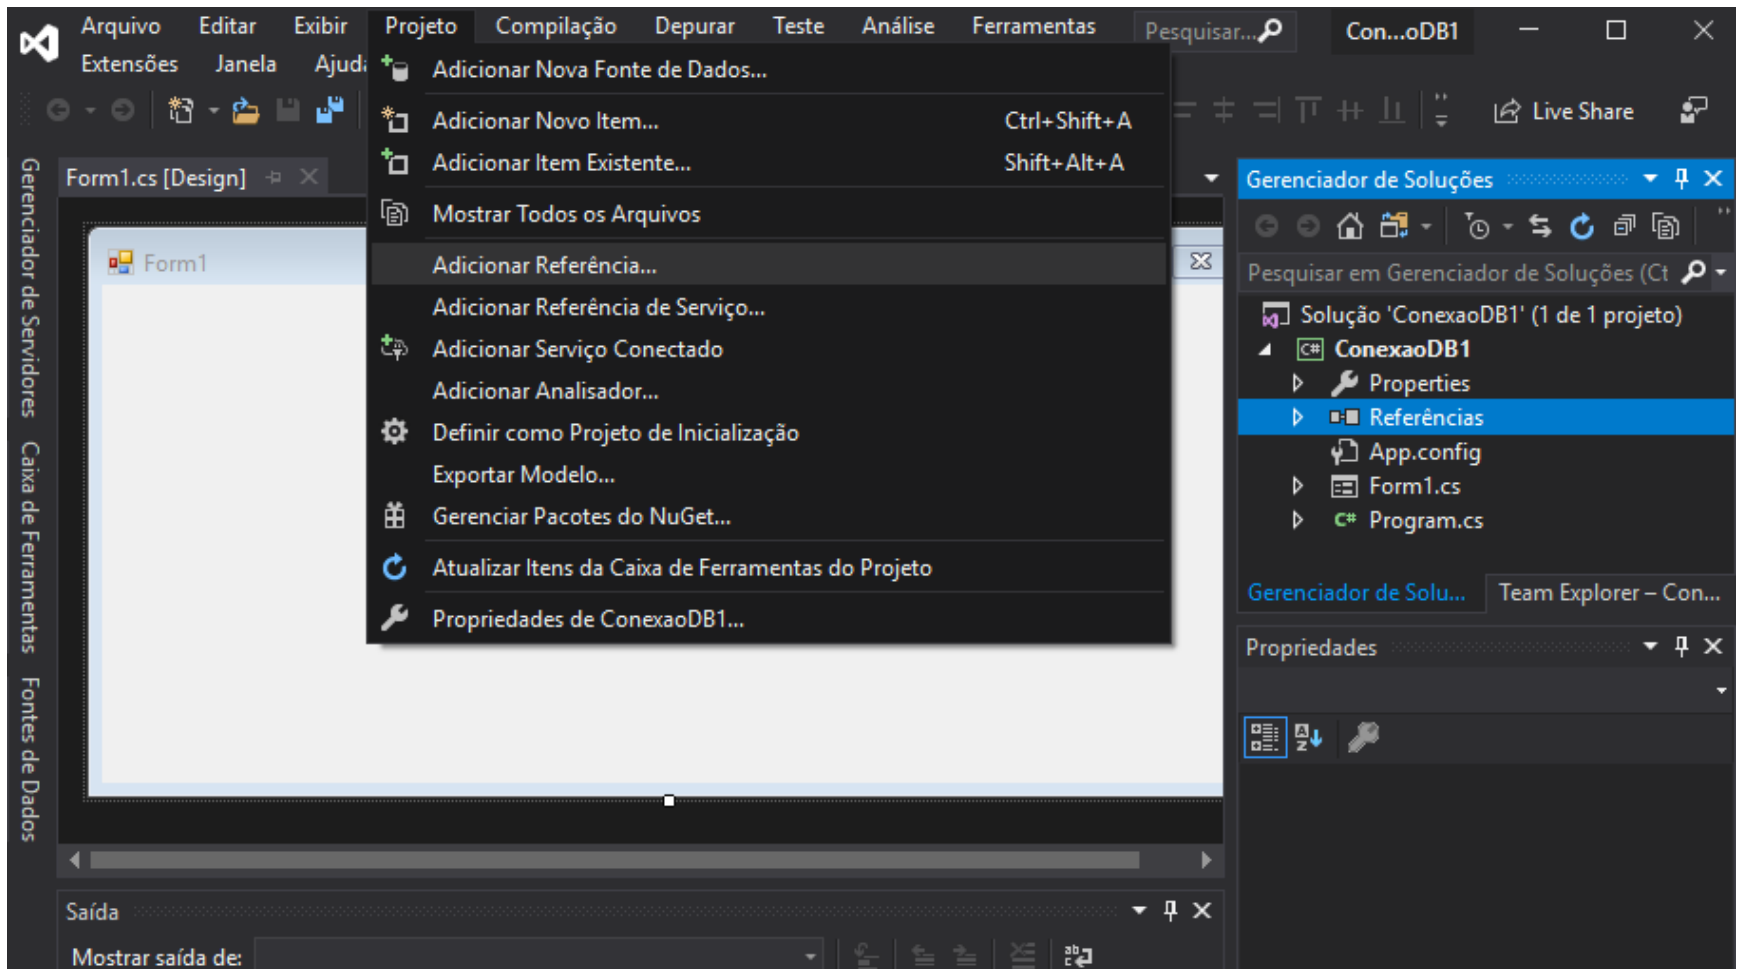 Arquivo Editar Exibir Projeto Compilação Depurar Teste Análise Ferramentas Pesquisar... Con...oDB1
Extensões Janela Ajud
Live Share
Adicionar Nova Fonte de Dados...
Adicionar Novo Item... Ctrl+Shift+A
Adicionar Item Existente... Shift+Alt+A
Mostrar Todos os Arquivos
Adicionar Referência...
Adicionar Referência de Serviço...
Adicionar Serviço Conectado
Adicionar Analisador...
Definir como Projeto de Inicialização
Exportar Modelo...
Gerenciar Pacotes do NuGet...
Atualizar Itens da Caixa de Ferramentas do Projeto
Propriedades de ConexaoDB1...
Gerenciador de Servidores
Caixa de Ferramentas
Fontes de Dados
Form1.cs [Design]
Form1
Gerenciador de Soluções
Pesquisar em Gerenciador de Soluções (Ct
Solução 'ConexaoDB1' (1 de 1 projeto)
C# ConexaoDB1
Properties
Referências
App.config
Form1.cs
C# Program.cs
Gerenciador de Solu... Team Explorer – Con...
Propriedades
Saída
Mostrar saída de: